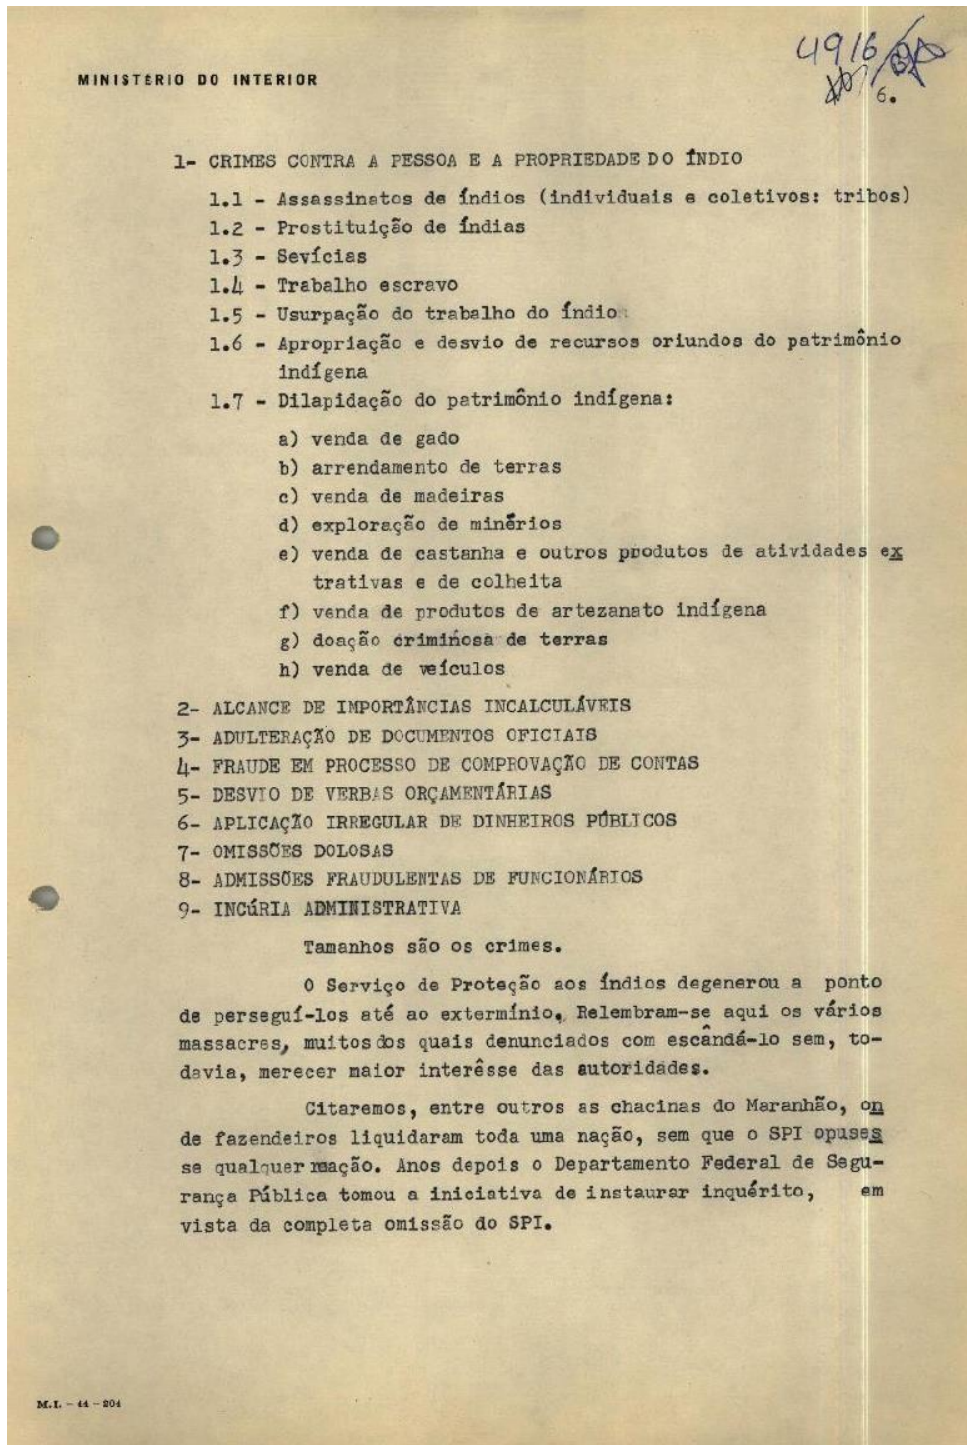 4916
MINISTÉRIO DO INTERIOR
6.
1- CRIMES CONTRA A PESSOA E A PROPRIEDADE DO ÍNDIO
1.1 - Assassinatos de índios (individuais e coletivos: tribos)
1.2 - Prostituição de índias
1.3 - Sevícias
1.4 - Trabalho escravo
1.5 - Usurpação do trabalho do índio
1.6 - Apropriação e desvio de recursos oriundos do patrimônio
indígena
1.7 - Dilapidação do patrimônio indígena:
a) venda de gado
b) arrendamento de terras
c) venda de madeiras
d) exploração de minérios
e) venda de castanha e outros produtos de atividades ex
trativas e de colheita
f) venda de produtos de artezanato indígena
g) doação criminosa de terras
h) venda de veículos
2- ALCANCE DE IMPORTÂNCIAS INCALCULÁVEIS
3- ADULTERAÇÃO DE DOCUMENTOS OFICIAIS
4- FRAUDE EM PROCESSO DE COMPROVAÇÃO DE CONTAS
5- DESVIO DE VERBAS ORÇAMENTÁRIAS
6- APLICAÇÃO IRREGULAR DE DINHEIROS PÚBLICOS
7- OMISSÕES DOLOSAS
8- ADMISSÕES FRAUDULENTAS DE FUNCIONÁRIOS
9- INCÚRIA ADMINISTRATIVA
Tamanhos são os crimes.
O Serviço de Proteção aos índios degenerou a ponto
de perseguí-los até ao extermínio. Relembram-se aqui os vários
massacres, muitos dos quais denunciados com escândá-lo sem, to-
davia, merecer maior interêsse das autoridades.
Citaremos, entre outros as chacinas do Maranhão, on
de fazendeiros liquidaram toda uma nação, sem que o SPI opuses
se qualquer reação. Anos depois o Departamento Federal de Segu-
rança Pública tomou a iniciativa de instaurar inquérito, em
vista da completa omissão do SPI.
M.I. - 44 - 204